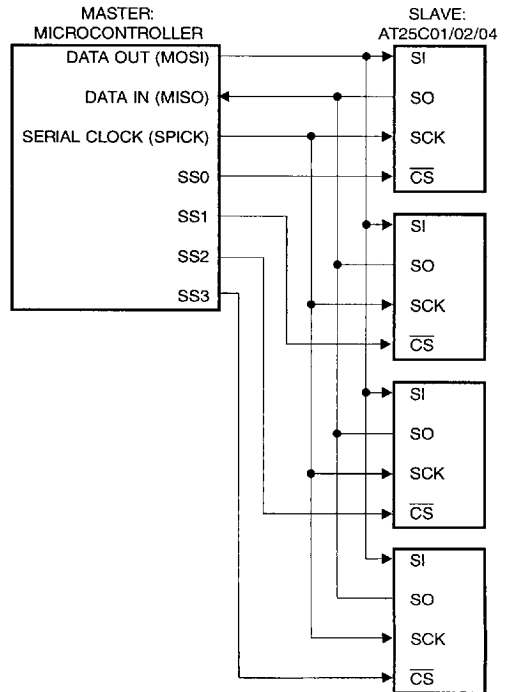 MASTER:
MICROCONTROLLER
DATA OUT (MOSI)
DATA IN (MISO)
SERIAL CLOCK (SPICK)
SS0
SS1
SS2
SS3
SLAVE:
AT25C01/02/04
SI
SO
SCK
CS
SI
SO
SCK
CS
SI
SO
SCK
CS
SI
SO
SCK
CS